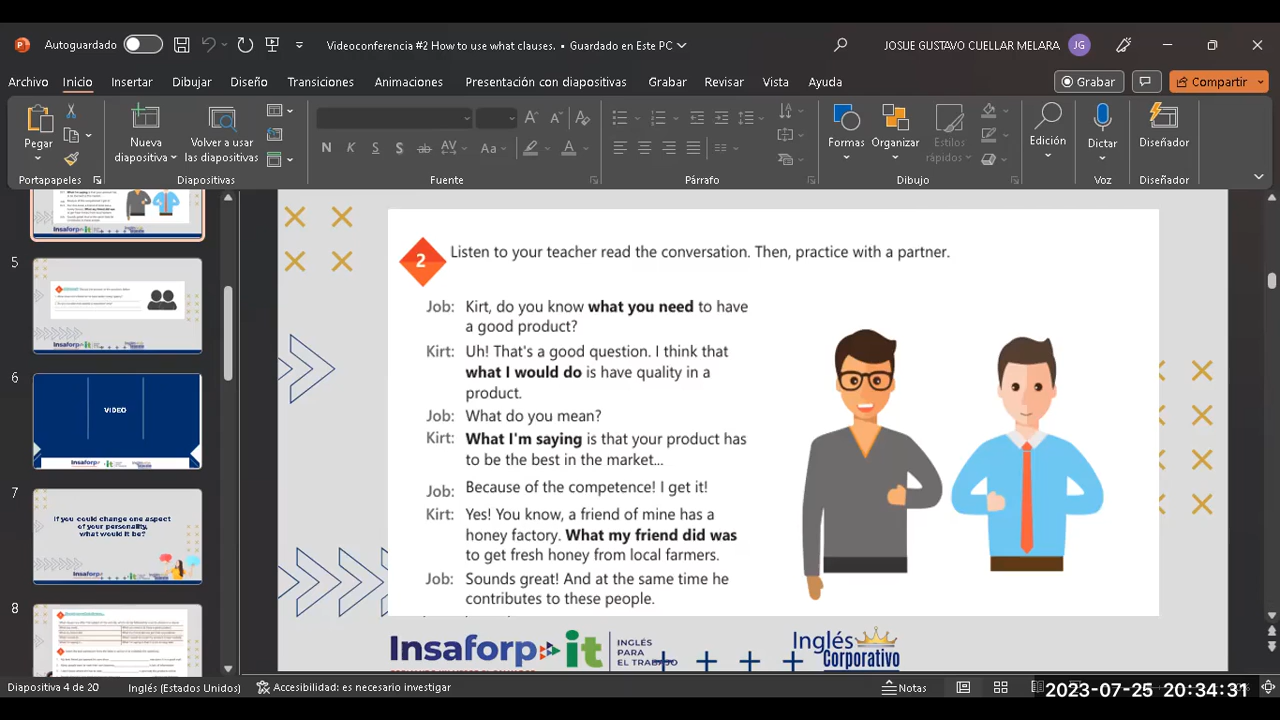 Autoguardado
Videoconferencia #2 How to use what clauses. • Guardado en Este PC
JOSUE GUSTAVO CUELLAR MELARA JG
Archivo Inicio Insertar Dibujar Diseño Transiciones Animaciones Presentación con diapositivas Grabar Revisar Vista Ayuda Grabar Compartir
Pegar
Nueva diapositiva
Volver a usar las diapositivas
Formas Organizar Estilos rápidos
Edición Dictar Diseñador
Portapapeles Diapositivas Fuente Párrafo Dibujo Voz Diseñador
5
6
VIDEO
7
If you could change one aspect
of your personality,
what would it be?
8
2
Listen to your teacher read the conversation. Then, practice with a partner.
Job: Kirt, do you know what you need to have
a good product?
Kirt: Uh! That's a good question. I think that
what I would do is have quality in a
product.
Job: What do you mean?
Kirt: What I'm saying is that your product has
to be the best in the market...
Job: Because of the competence! I get it!
Kirt: Yes! You know, a friend of mine has a
honey factory. What my friend did was
to get fresh honey from local farmers.
Job: Sounds great! And at the same time he
contributes to these people.
Insaforp it INGLÉS
PARA
EL TRABAJO
Inglés
Corporativo
Diapositiva 4 de 20 Inglés (Estados Unidos) Accesibilidad: es necesario investigar Notas
2023-07-25 20:34:31